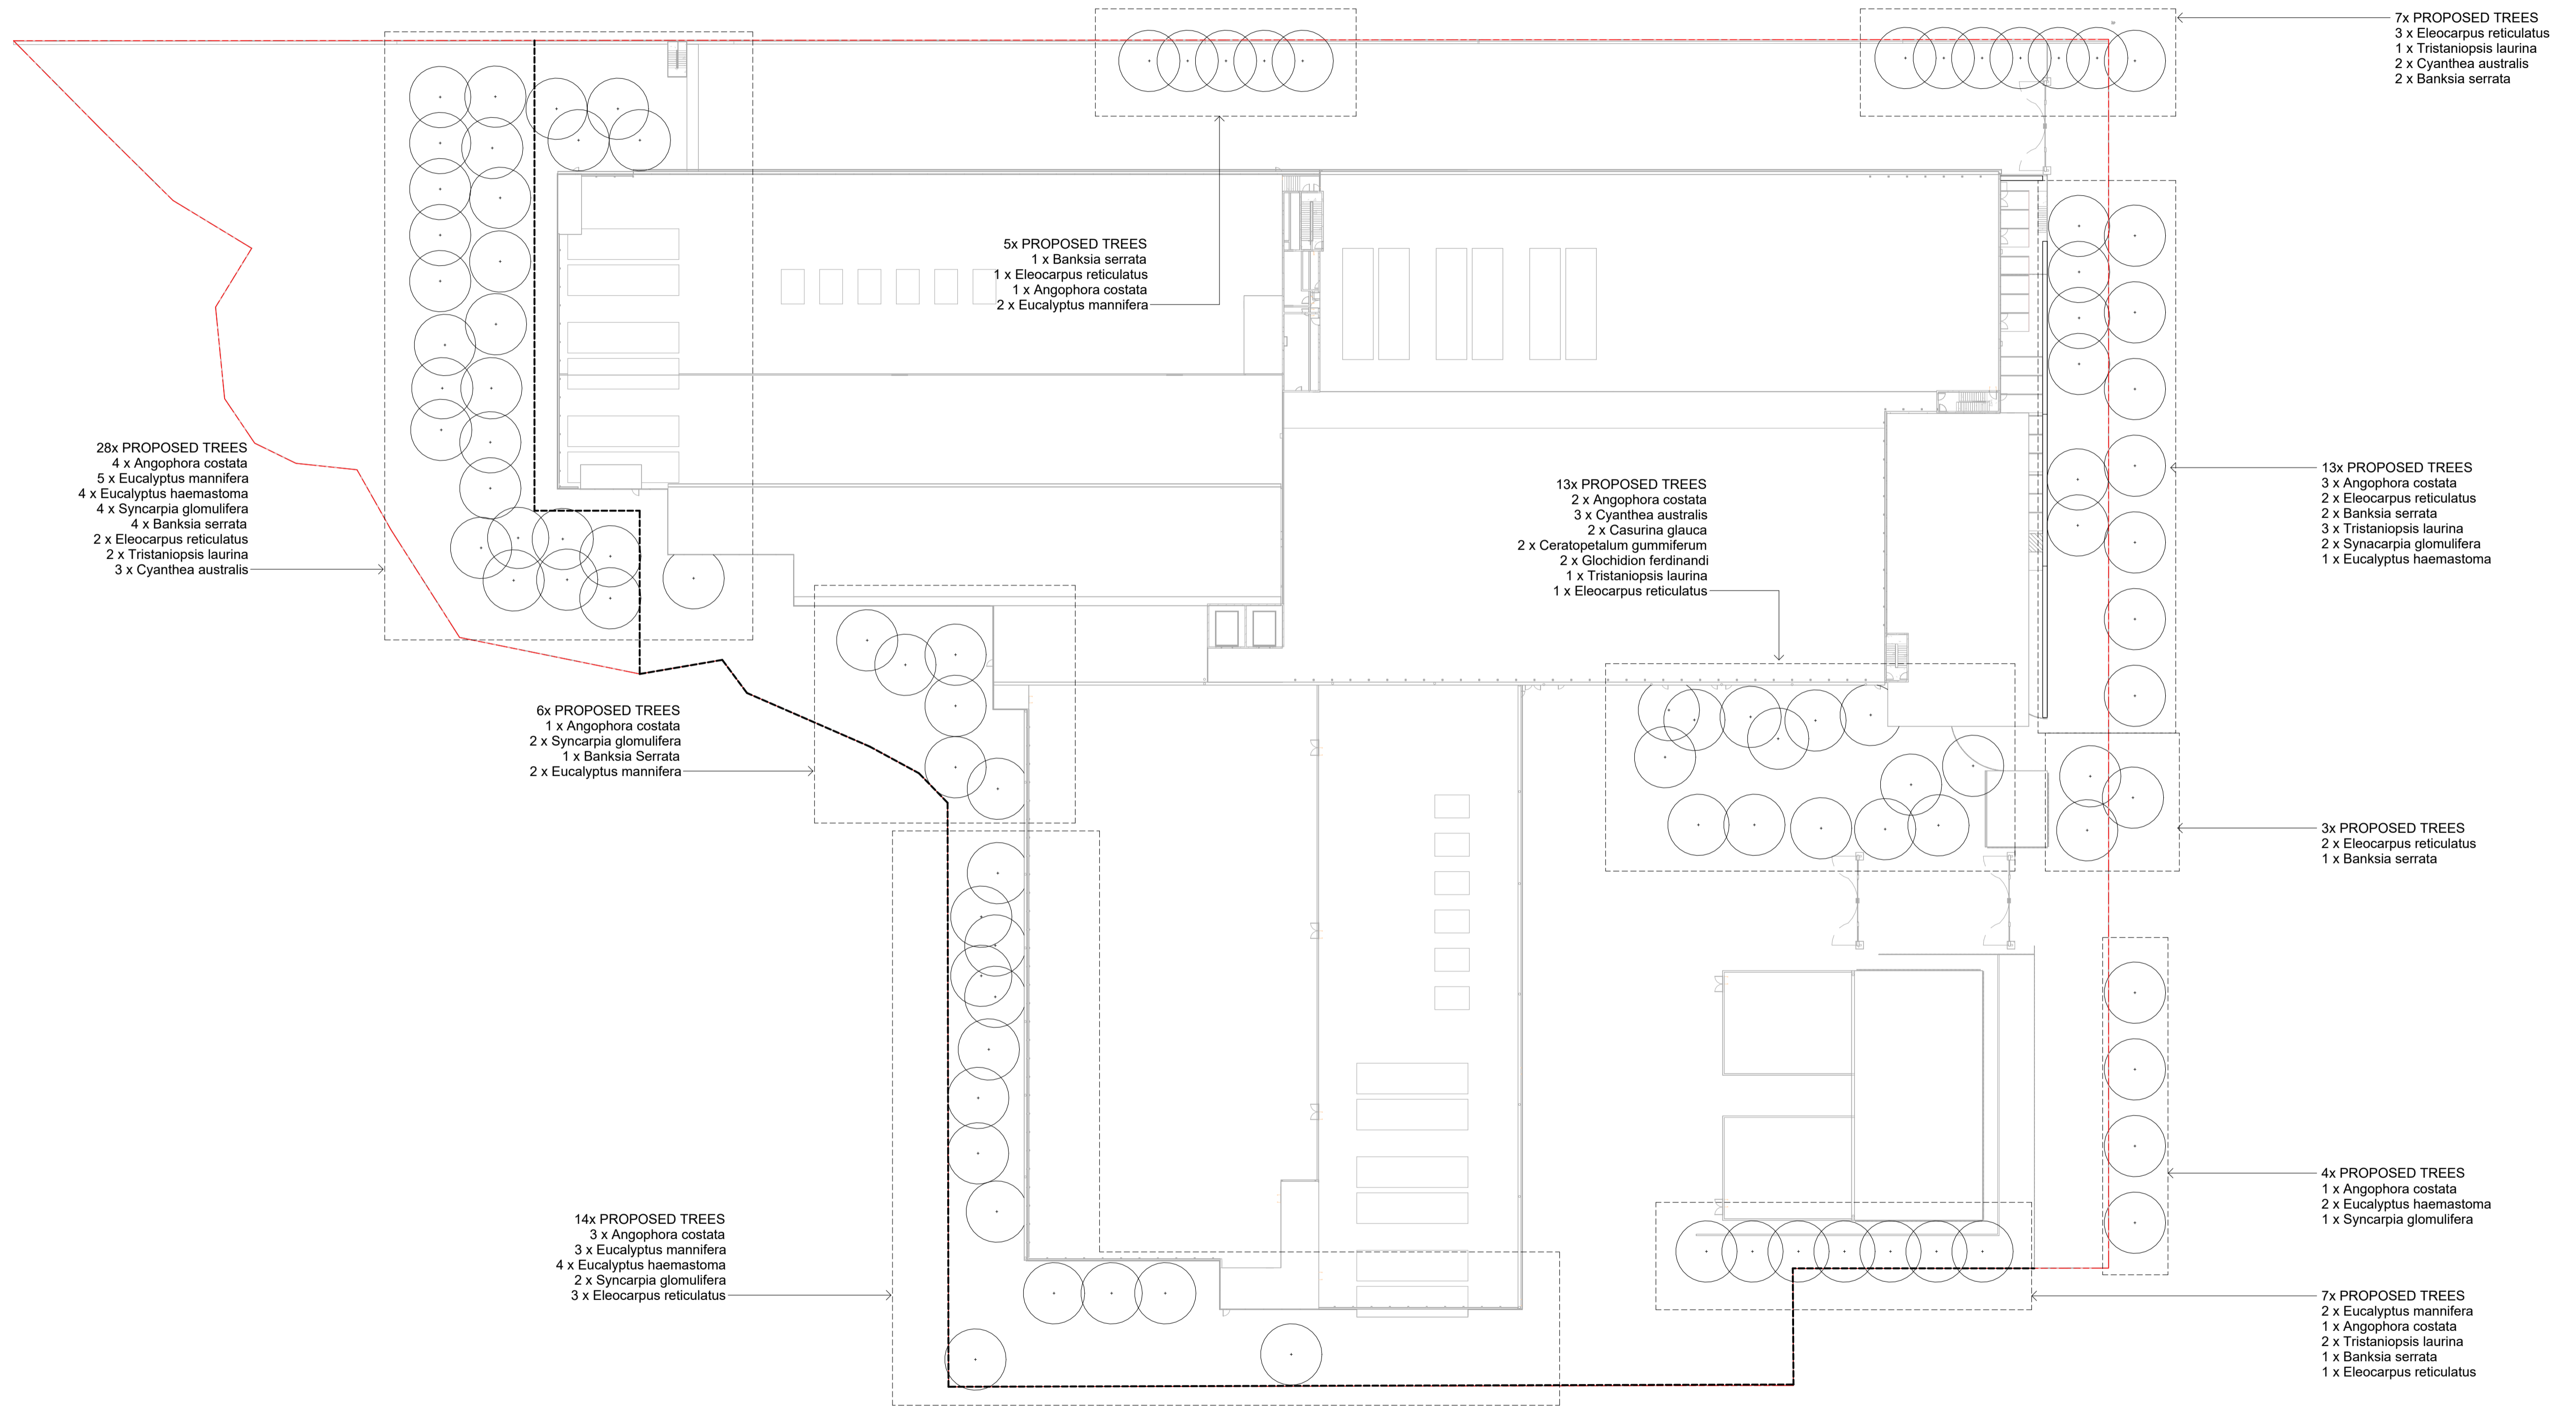 7x PROPOSED TREES
3 x Eleocarpus reticulatus
1 x Tristaniopsis laurina
2 x Cyanthea australis
2 x Banksia serrata
5x PROPOSED TREES
1 x Banksia serrata
1 x Eleocarpus reticulatus
1 x Angophora costata
2 x Eucalyptus mannifera
28x PROPOSED TREES
4 x Angophora costata
5 x Eucalyptus mannifera
4 x Eucalyptus haemastoma
4 x Syncarpia glomulifera
4 x Banksia serrata
2 x Eleocarpus reticulatus
2 x Tristaniopsis laurina
3 x Cyanthea australis
13x PROPOSED TREES
2 x Angophora costata
3 x Cyanthea australis
2 x Casurina glauca
2 x Ceratopetalum gummiferum
2 x Glochidion ferdinandi
1 x Tristaniopsis laurina
1 x Eleocarpus reticulatus
13x PROPOSED TREES
3 x Angophora costata
2 x Eleocarpus reticulatus
2 x Banksia serrata
3 x Tristaniopsis laurina
2 x Synacarpia glomulifera
1 x Eucalyptus haemastoma
6x PROPOSED TREES
1 x Angophora costata
2 x Syncarpia glomulifera
1 x Banksia Serrata
2 x Eucalyptus mannifera
3x PROPOSED TREES
2 x Eleocarpus reticulatus
1 x Banksia serrata
4x PROPOSED TREES
1 x Angophora costata
2 x Eucalyptus haemastoma
1 x Syncarpia glomulifera
14x PROPOSED TREES
3 x Angophora costata
3 x Eucalyptus mannifera
4 x Eucalyptus haemastoma
2 x Syncarpia glomulifera
3 x Eleocarpus reticulatus
7x PROPOSED TREES
2 x Eucalyptus mannifera
1 x Angophora costata
2 x Tristaniopsis laurina
1 x Banksia serrata
1 x Eleocarpus reticulatus